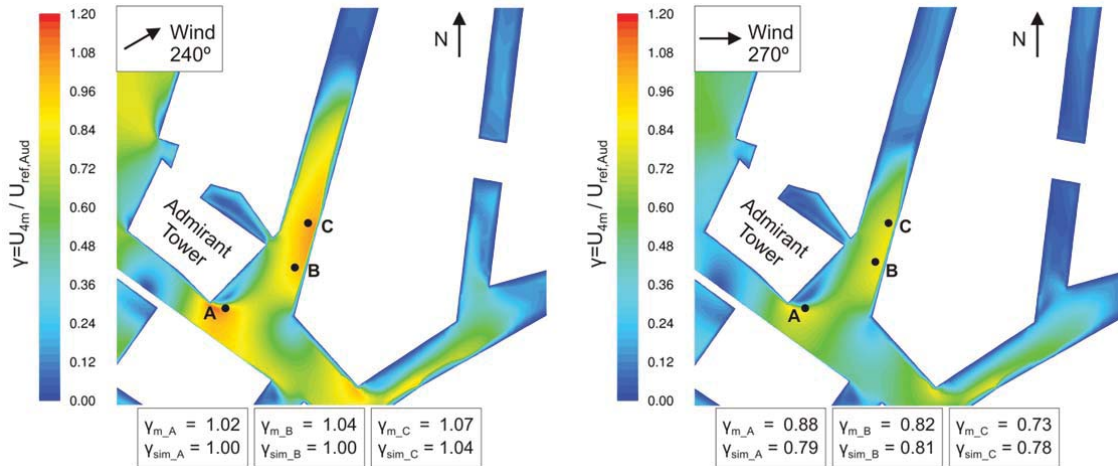 1.20
1.08
0.96
0.84
0.72
0.60
0.48
0.36
0.24
0.12
0.00
γ=U4m / Uref,Aud
Wind
240º
N
Admirant
Tower
A
B
C
γm_A = 1.02
γsim_A = 1.00
γm_B = 1.04
γsim_B = 1.00
γm_C = 1.07
γsim_C = 1.04
1.20
1.08
0.96
0.84
0.72
0.60
0.48
0.36
0.24
0.12
0.00
γ=U4m / Uref,Aud
Wind
270º
N
Admirant
Tower
A
B
C
γm_A = 0.88
γsim_A = 0.79
γm_B = 0.82
γsim_B = 0.81
γm_C = 0.73
γsim_C = 0.78